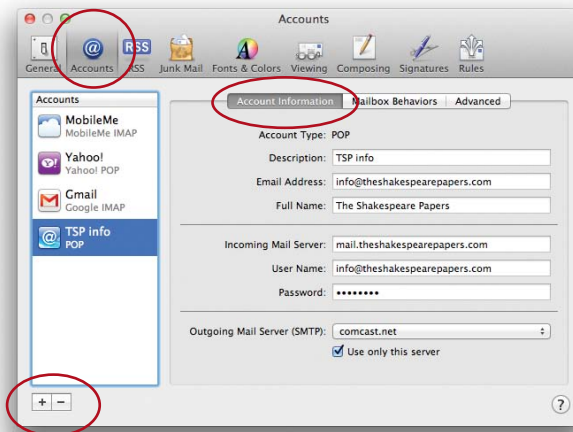 Accounts
General Accounts RSS Junk Mail Fonts & Colors Viewing Composing Signatures Rules
Accounts
MobileMe
MobileMe IMAP
Yahoo!
Yahoo! POP
Gmail
Google IMAP
TSP info
POP
Account Information Mailbox Behaviors Advanced
Account Type: POP
Description: TSP info
Email Address: info@theshakespearepapers.com
Full Name: The Shakespeare Papers
Incoming Mail Server: mail.theshakespearepapers.com
User Name: info@theshakespearepapers.com
Password: ••••••••
Outgoing Mail Server (SMTP): comcast.net
Use only this server
+ −
?